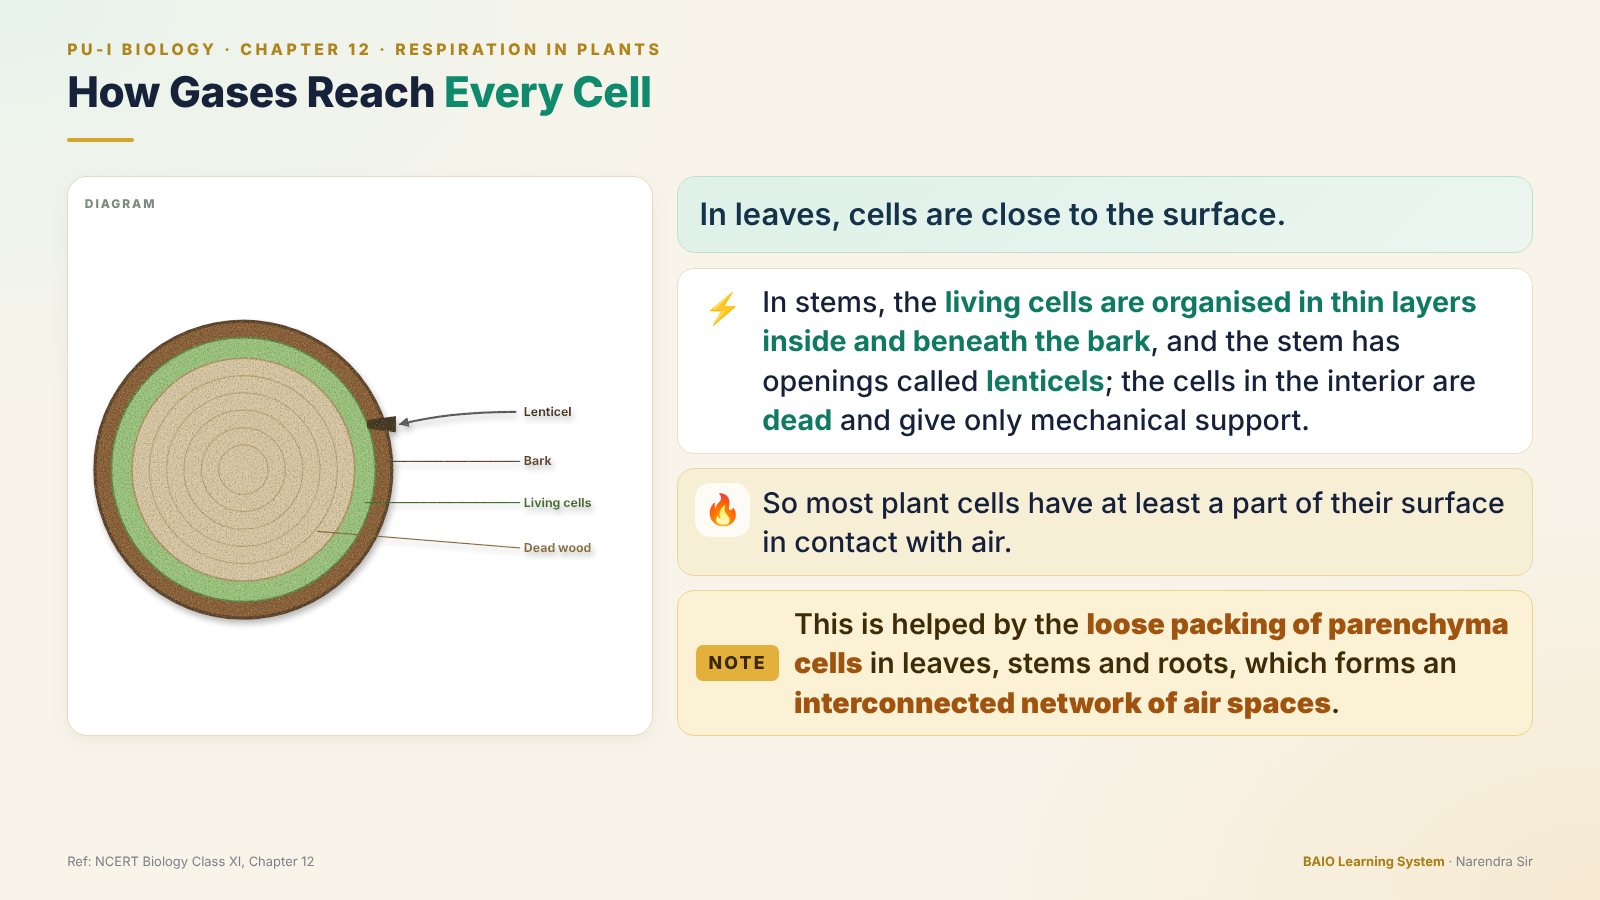 PU-I BIOLOGY · CHAPTER 12 · RESPIRATION IN PLANTS
How Gases Reach Every Cell
DIAGRAM
Lenticel
Bark
Living cells
Dead wood
In leaves, cells are close to the surface.
In stems, the living cells are organised in thin layers
inside and beneath the bark, and the stem has
openings called lenticels; the cells in the interior are
dead and give only mechanical support.
So most plant cells have at least a part of their surface
in contact with air.
NOTE
This is helped by the loose packing of parenchyma
cells in leaves, stems and roots, which forms an
interconnected network of air spaces.
Ref: NCERT Biology Class XI, Chapter 12
BAIO Learning System · Narendra Sir